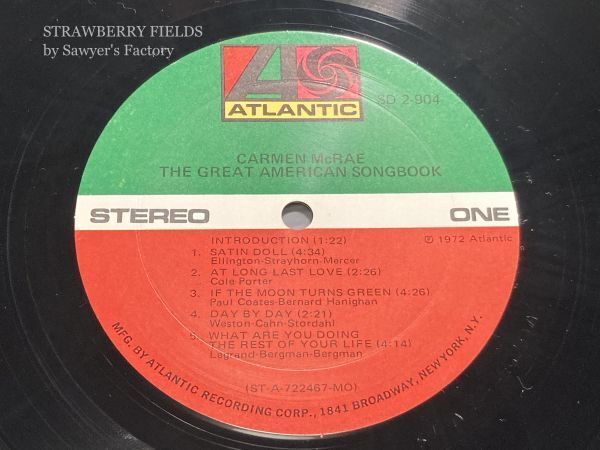 STRAWBERRY FIELDS
by Sawyer's Factory
ATLANTIC
SD 2-904
CARMEN McRAE
THE GREAT AMERICAN SONGBOOK
STEREO
ONE
INTRODUCTION (1:22)
℗ 1972 Atlantic
1. SATIN DOLL (4:34)
Ellington-Strayhorn-Mercer
2. AT LONG LAST LOVE (2:26)
Cole Porter
3. IF THE MOON TURNS GREEN (4:26)
Paul Coates-Bernard Hanighan
4. DAY BY DAY (2:21)
Weston-Cahn-Stordahl
5. WHAT ARE YOU DOING
THE REST OF YOUR LIFE (4:14)
Legrand-Bergman-Bergman
(ST-A-722467-MO)
MFG. BY ATLANTIC RECORDING CORP., 1841 BROADWAY, NEW YORK, N.Y.